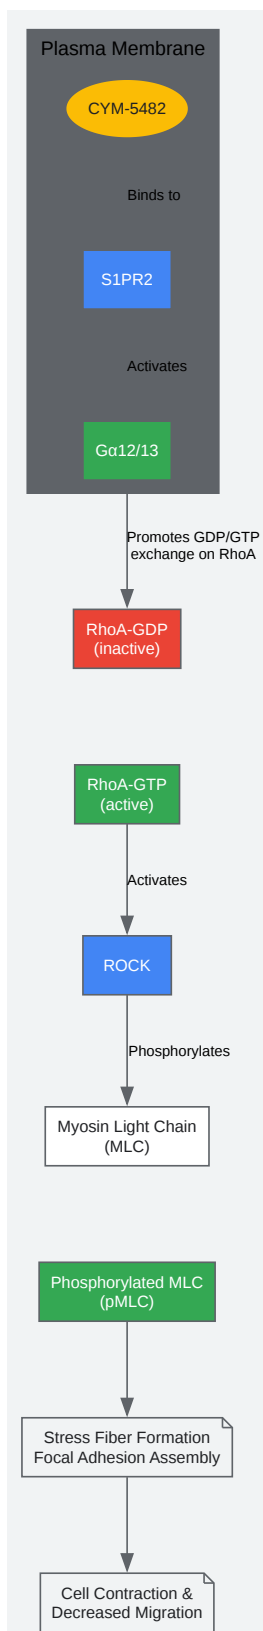 Plasma Membrane
CYM-5482
Binds to
S1PR2
Activates
Gα12/13
Promotes GDP/GTP
exchange on RhoA
RhoA-GDP
(inactive)
RhoA-GTP
(active)
Activates
ROCK
Phosphorylates
Myosin Light Chain
(MLC)
Phosphorylated MLC
(pMLC)
Stress Fiber Formation
Focal Adhesion Assembly
Cell Contraction &
Decreased Migration